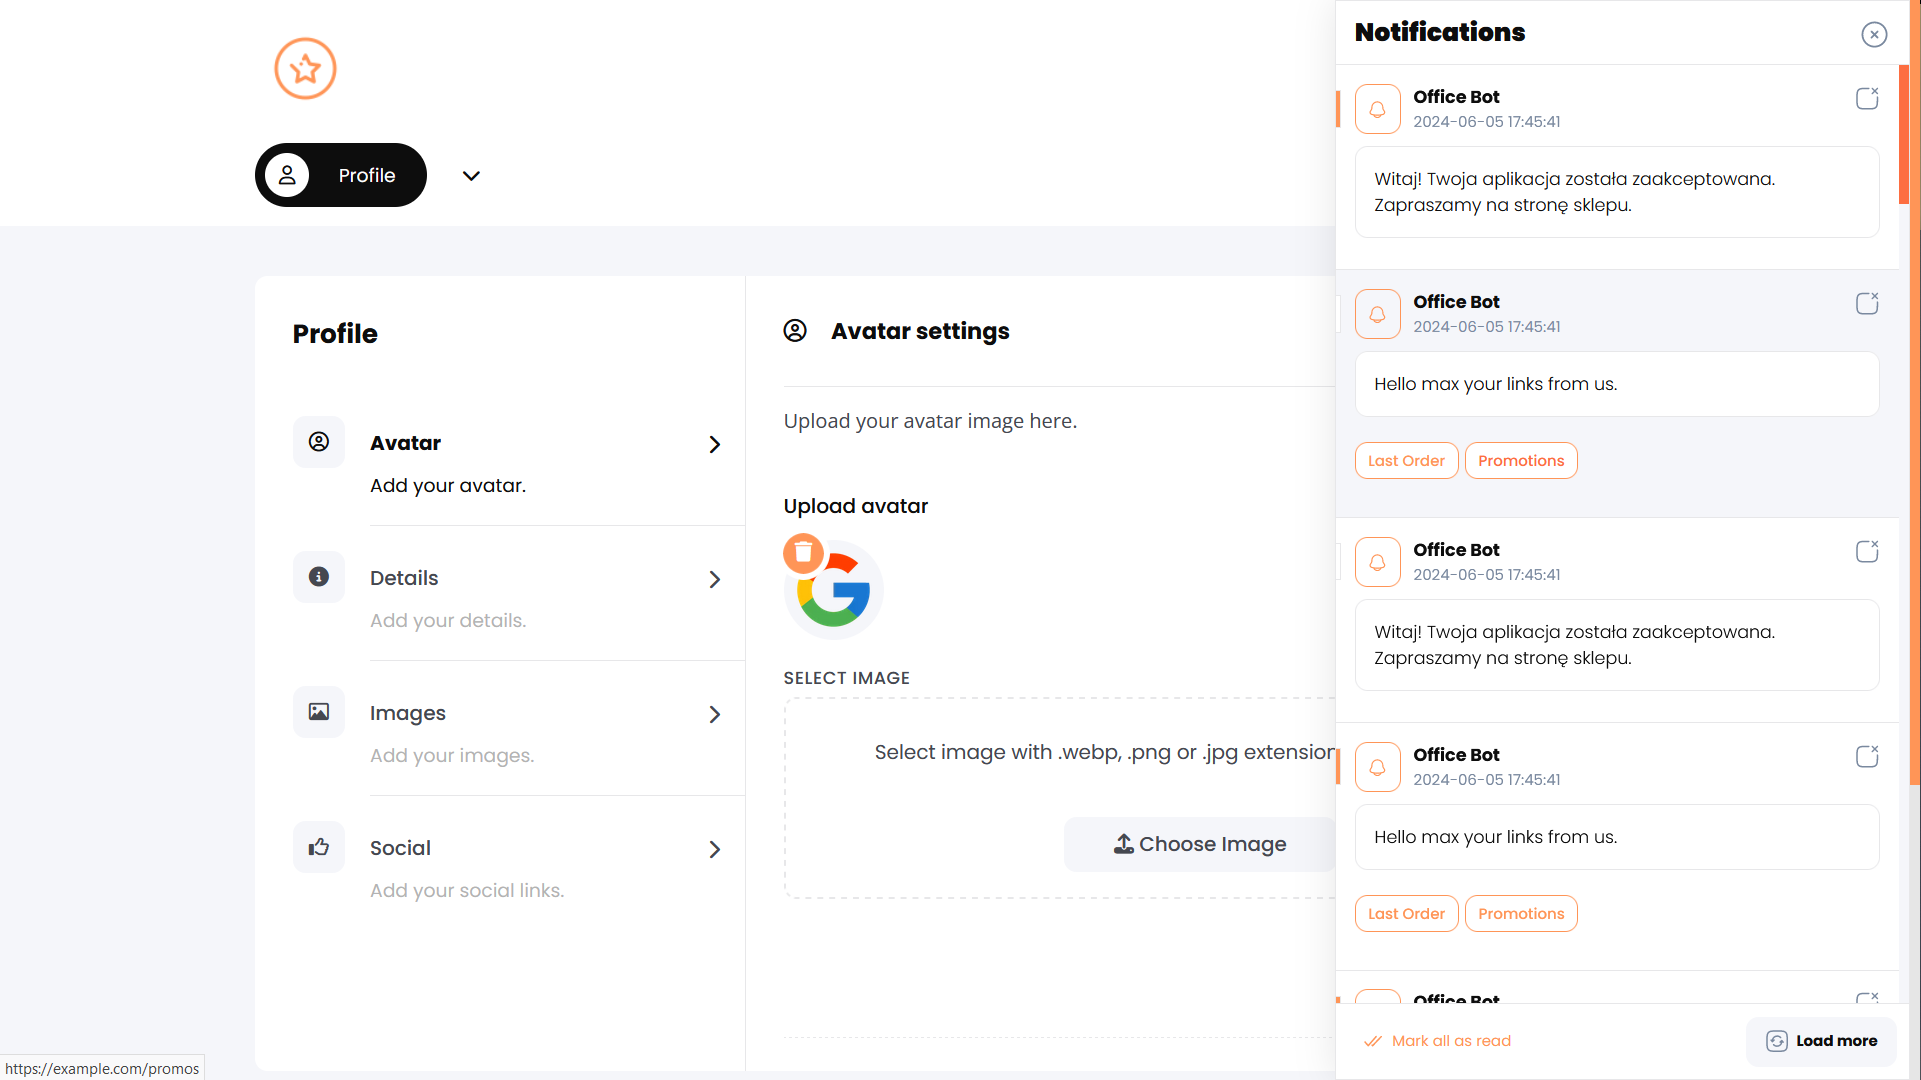 Profile
Profile
Avatar
Add your avatar.
Details
Add your details.
Images
Add your images.
Social
Add your social links.
Avatar settings
Upload your avatar image here.
Upload avatar
SELECT IMAGE
Select image with .webp, .png or .jpg extension
Choose Image
Notifications
Office Bot
2024-06-05 17:45:41
Witaj! Twoja aplikacja została zaakceptowana.
Zapraszamy na stronę sklepu.
Office Bot
2024-06-05 17:45:41
Hello max your links from us.
Last Order Promotions
Office Bot
2024-06-05 17:45:41
Witaj! Twoja aplikacja została zaakceptowana.
Zapraszamy na stronę sklepu.
Office Bot
2024-06-05 17:45:41
Hello max your links from us.
Last Order Promotions
Office Bot
Mark all as read
Load more
https://example.com/promos